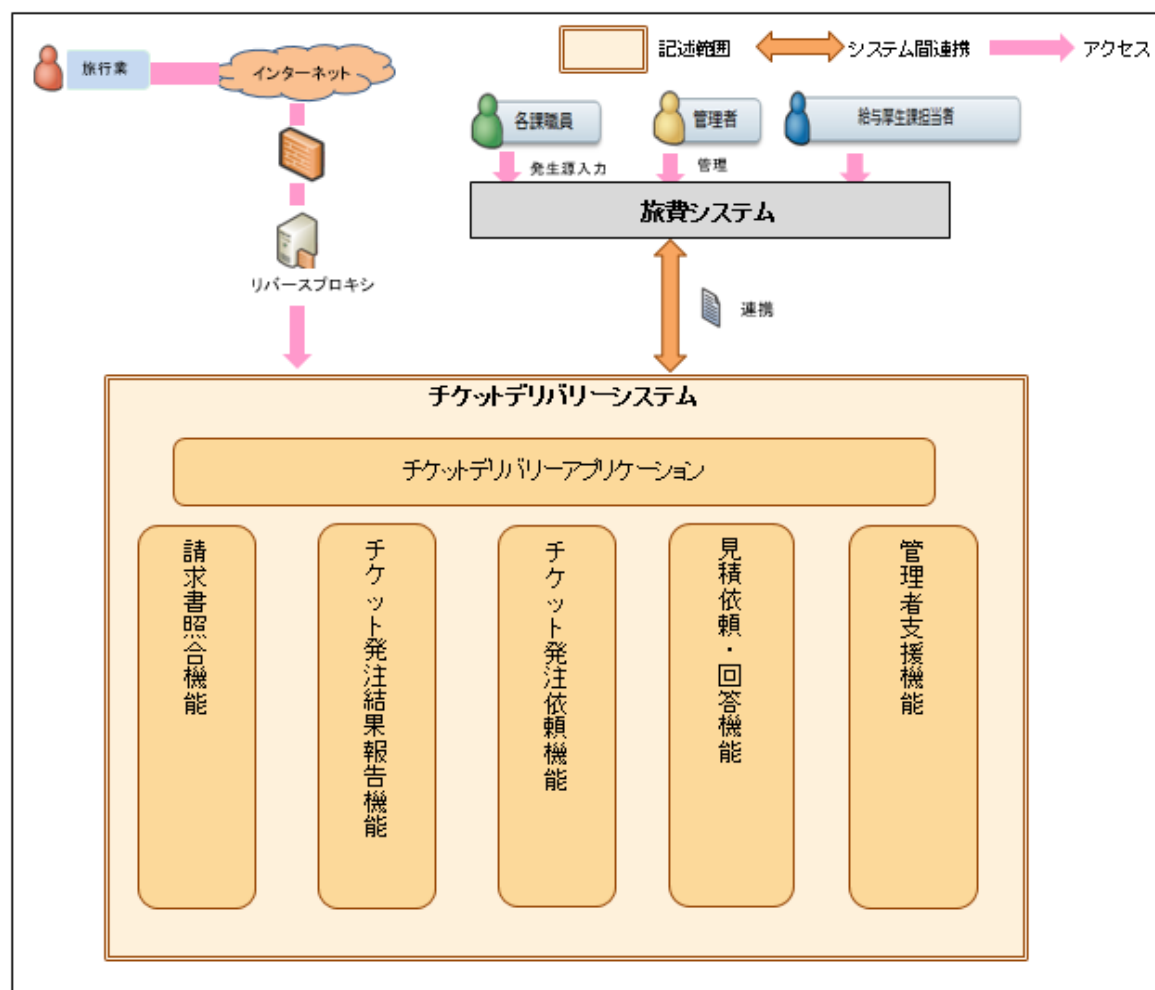 旅行業
インターネット
記述範囲
システム間連携
アクセス
各課職員
管理者
給与厚生課担当者
発生源入力
管理
旅費システム
リバースプロキシ
連携
チケットデリバリーシステム
チケットデリバリーアプリケーション
請求書照合機能
チケット発注結果報告機能
チケット発注依頼機能
見積依頼・回答機能
管理者支援機能